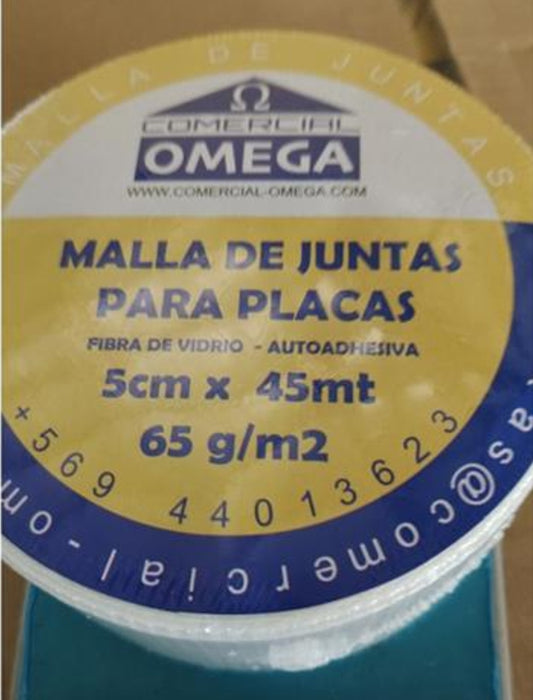 MALLA DE JUNTAS
Ω
COMERCIAL
OMEGA
WWW.COMERCIAL-OMEGA.COM
MALLA DE JUNTAS
PARA PLACAS
FIBRA DE VIDRIO - AUTOADHESIVA
5cm x 45mt
65 g/m2
+569 44013623
as@comercial-om